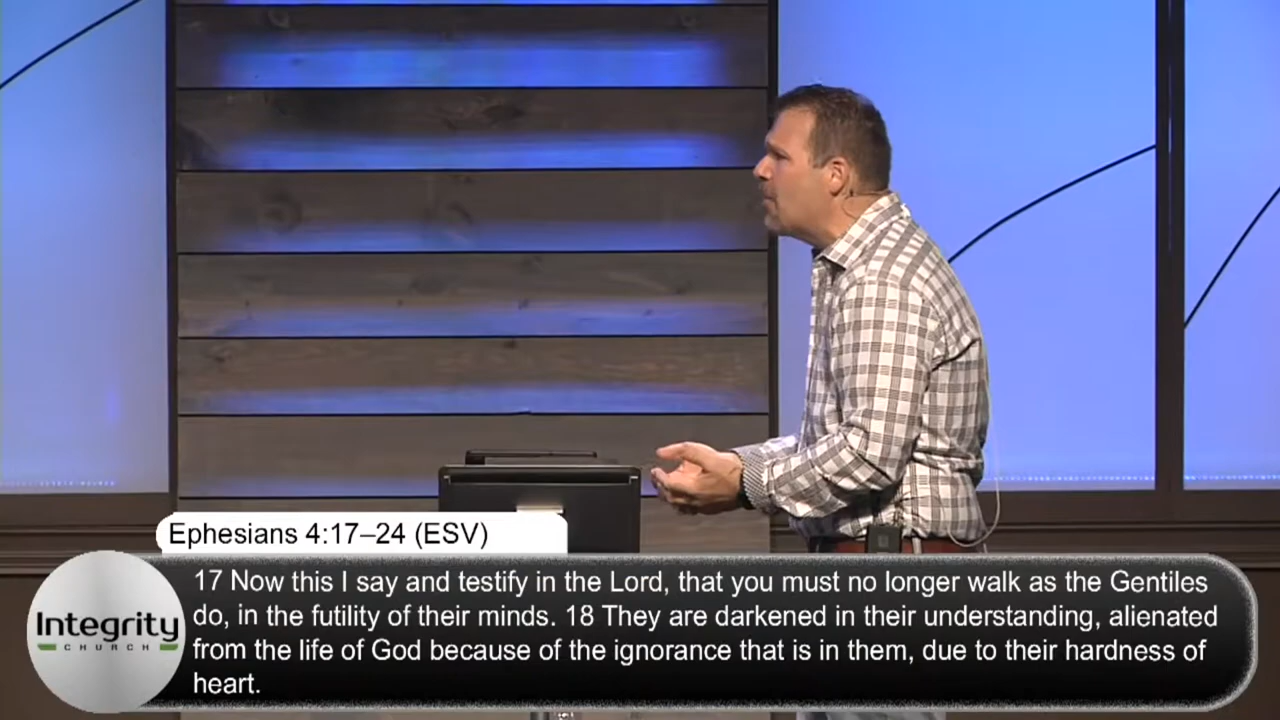 Ephesians 4:17–24 (ESV)
17 Now this I say and testify in the Lord, that you must no longer walk as the Gentiles
do, in the futility of their minds. 18 They are darkened in their understanding, alienated
from the life of God because of the ignorance that is in them, due to their hardness of
heart.
Integrity
CHURCH